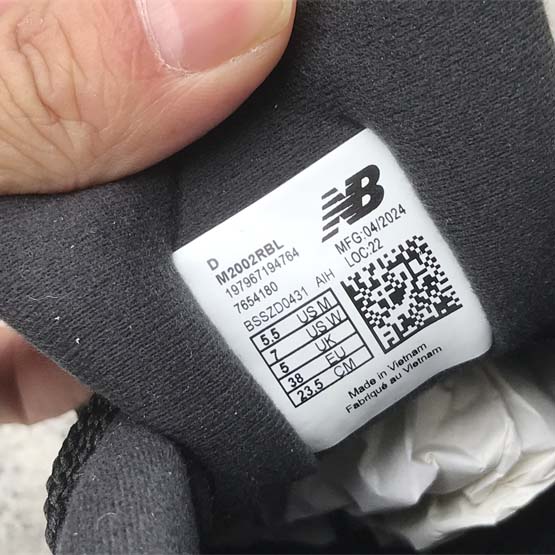 NB
D
M2002RBL
197967194764
7654180
BSSZD0431 AIH
MFG:04/2024
LOC:22
5.5 US M
7 US W
5 UK
38 EU
23.5 CM
Made in Vietnam
Fabriqué au Vietnam